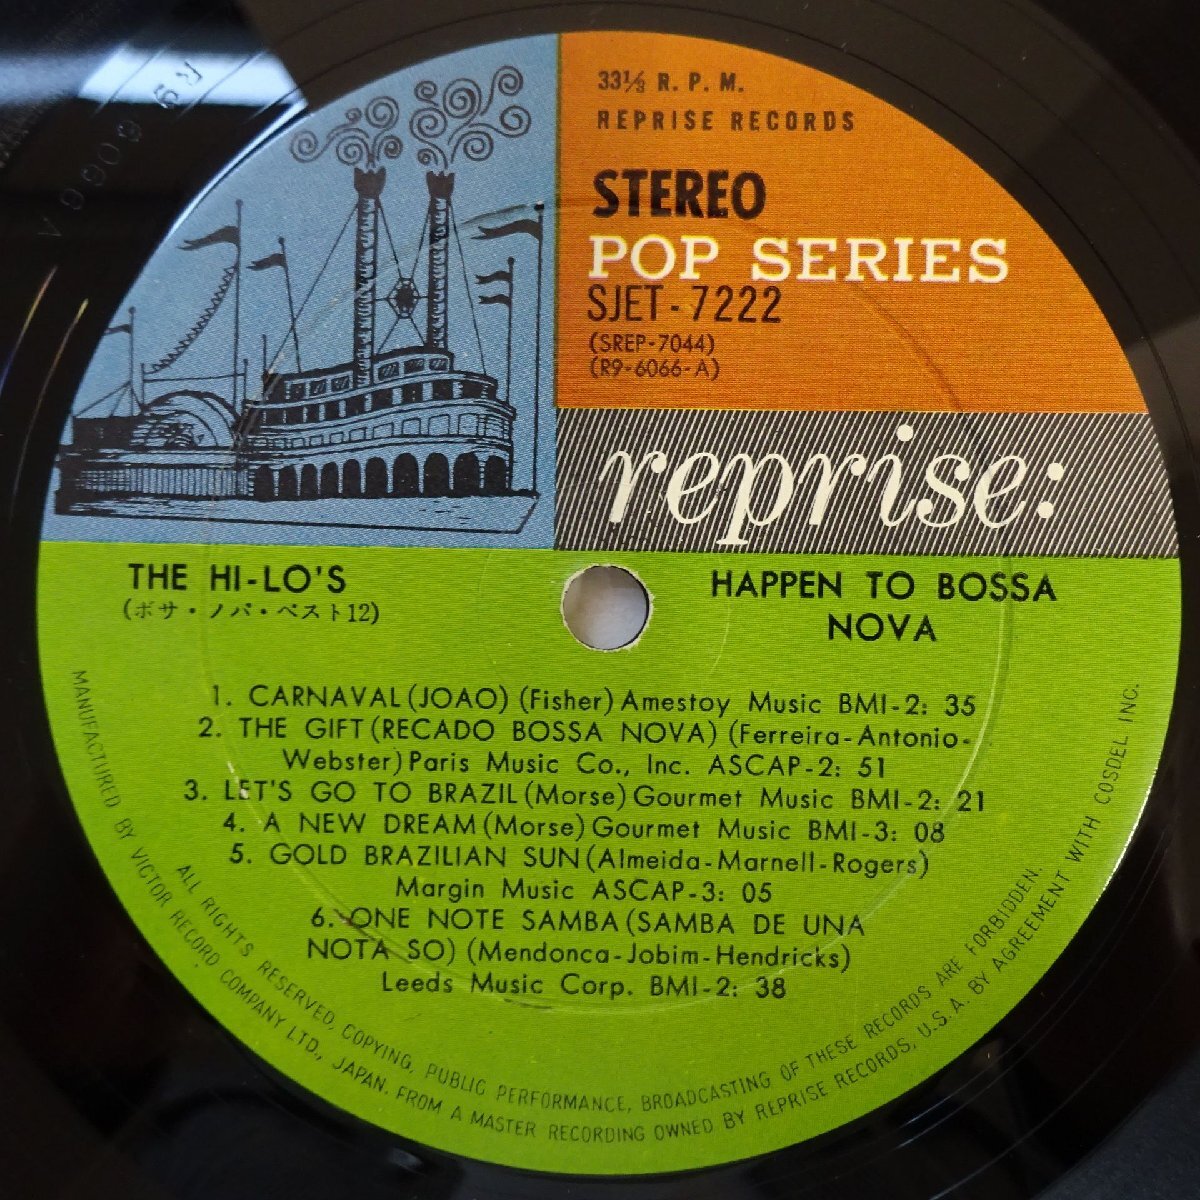 33⅓ R. P. M.
REPRISE RECORDS
STEREO
POP SERIES
SJET-7222
(SREP-7044)
(R9-6066-A)
reprise:
THE HI-LO'S
(ボサ・ノバ・ベスト12)
HAPPEN TO BOSSA
NOVA
1. CARNAVAL(JOAO) (Fisher) Amestoy Music BMI-2: 35
2. THE GIFT(RECADO BOSSA NOVA) (Ferreira-Antonio-
Webster)Paris Music Co., Inc. ASCAP-2: 51
3. LET'S GO TO BRAZIL(Morse)Gourmet Music BMI-2: 21
4. A NEW DREAM(Morse)Gourmet Music BMI-3: 08
5. GOLD BRAZILIAN SUN(Almeida-Marnell-Rogers)
Margin Music ASCAP-3: 05
6. ONE NOTE SAMBA(SAMBA DE UNA
NOTA SO) (Mendonca-Jobim-Hendricks)
Leeds Music Corp. BMI-2: 38
ALL RIGHTS RESERVED, COPYING, PUBLIC PERFORMANCE, BROADCASTING OF THESE RECORDS ARE FORBIDDEN.
MANUFACTURED BY VICTOR RECORD COMPANY LTD., JAPAN. FROM A MASTER RECORDING OWNED BY REPRISE RECORDS, U.S.A. BY AGREEMENT WITH COSDEL INC.